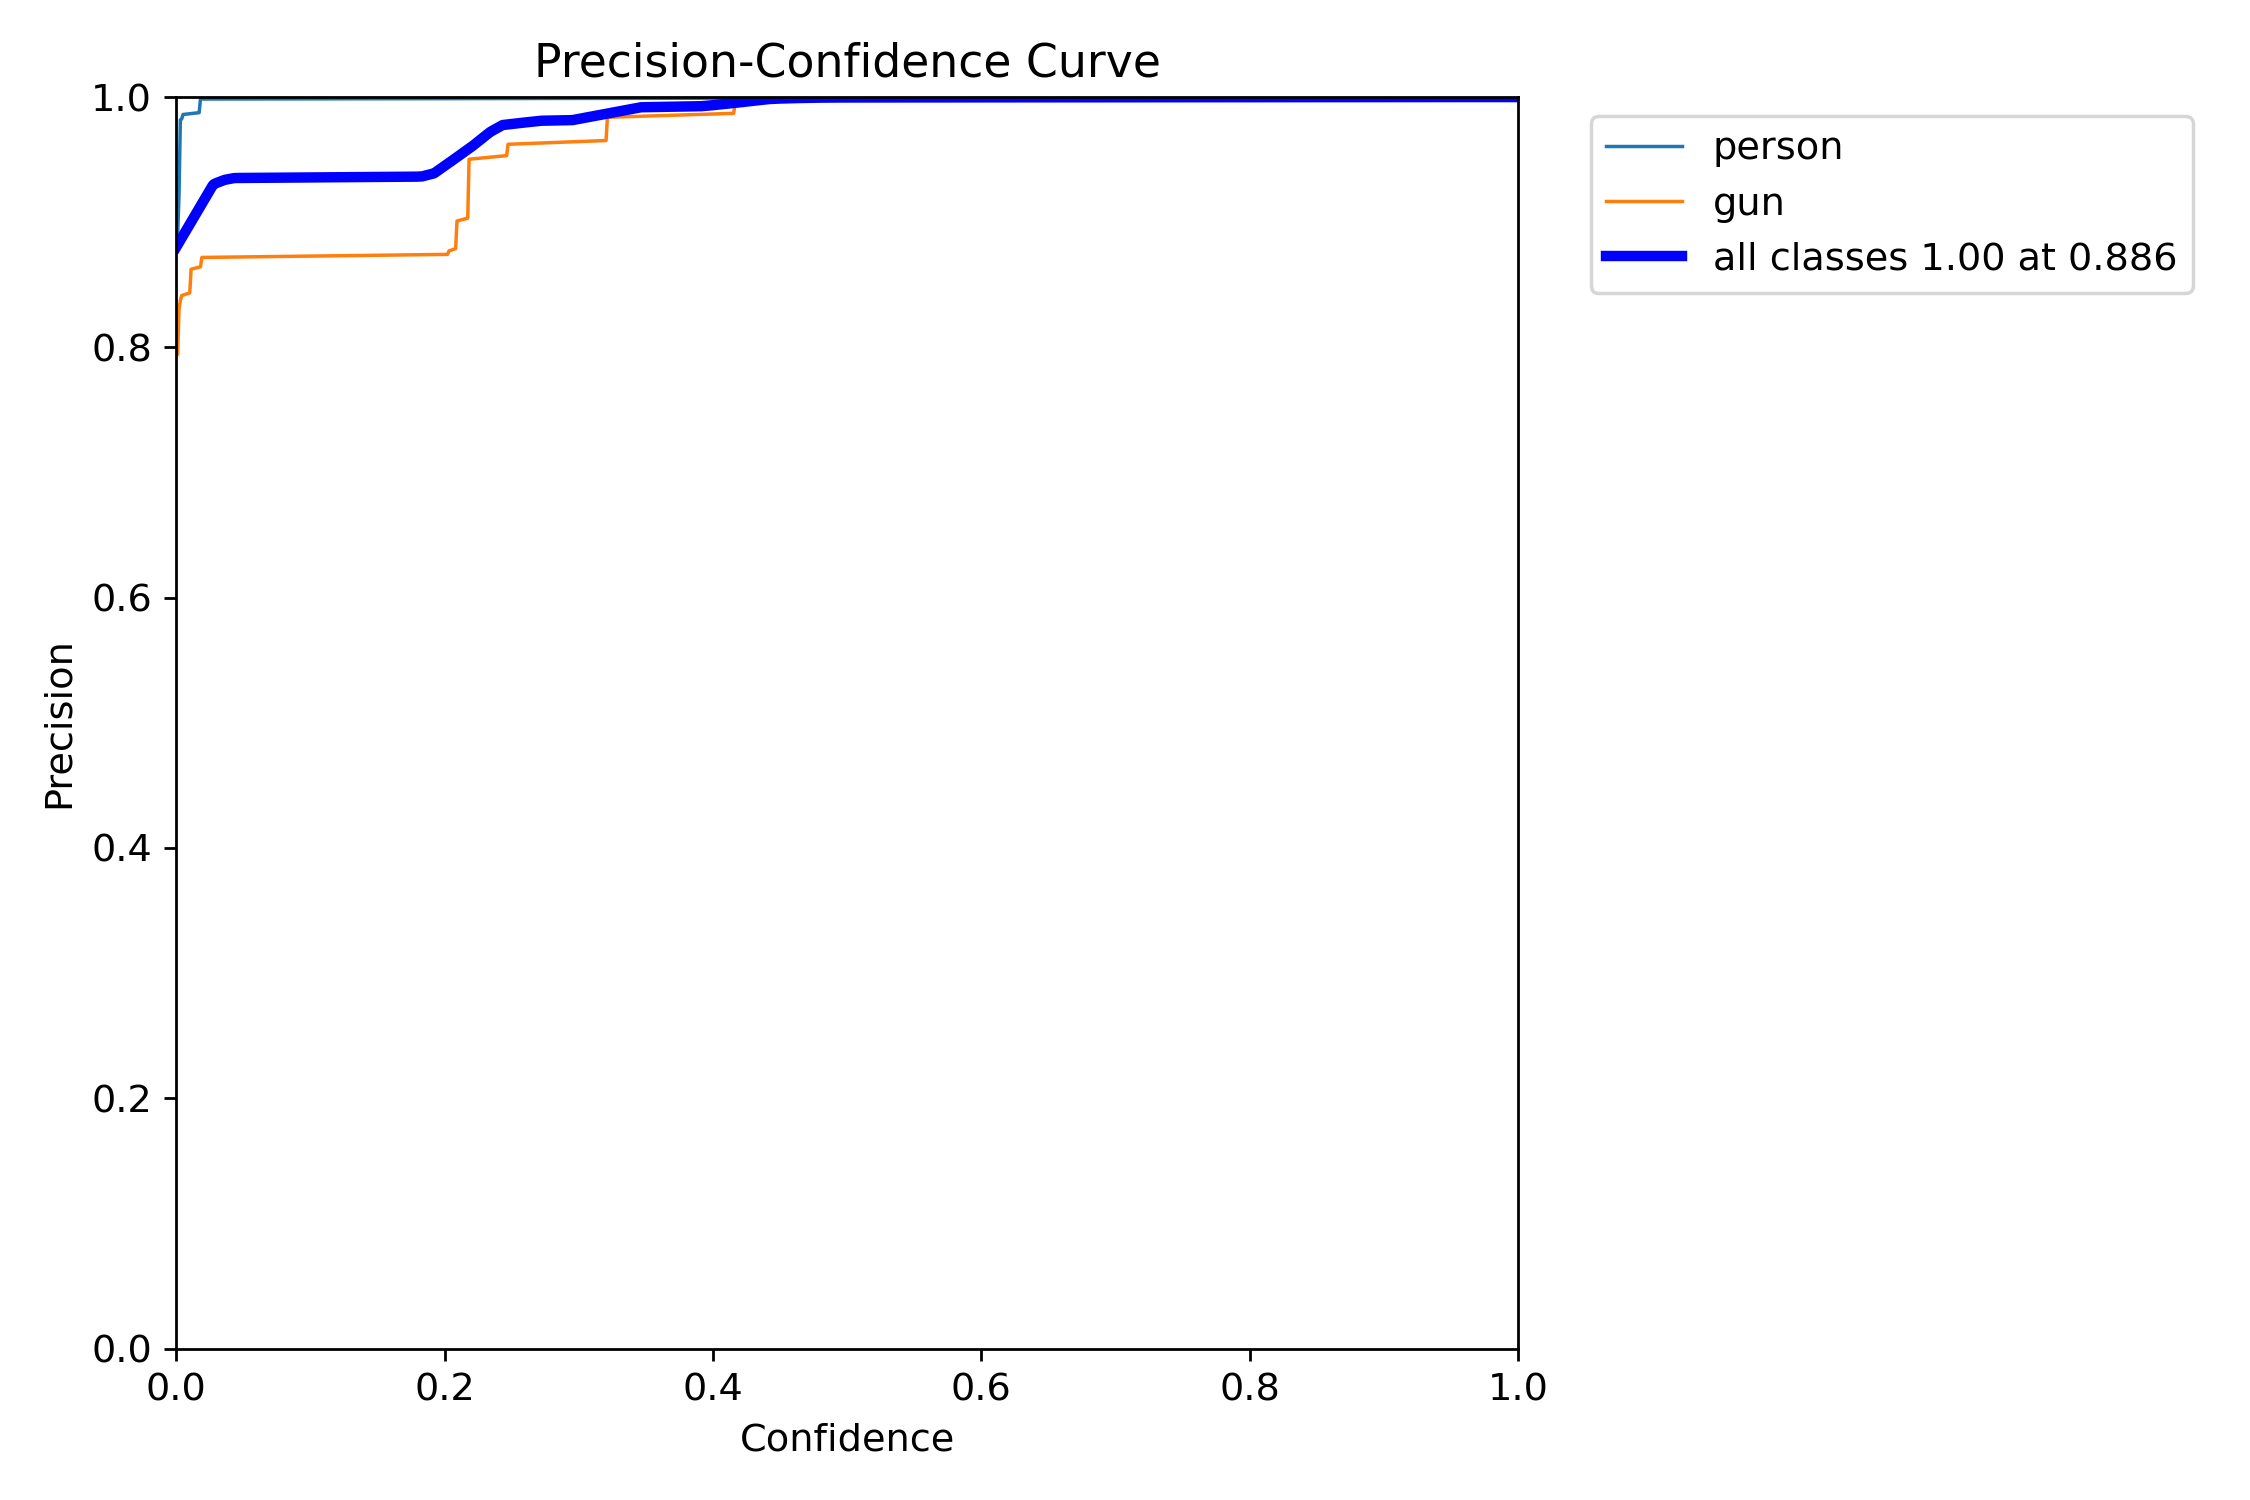 Precision-Confidence Curve
1.0
0.8
0.6
0.4
0.2
0.0
Precision
0.0 0.2 0.4 0.6 0.8 1.0
Confidence
person
gun
all classes 1.00 at 0.886